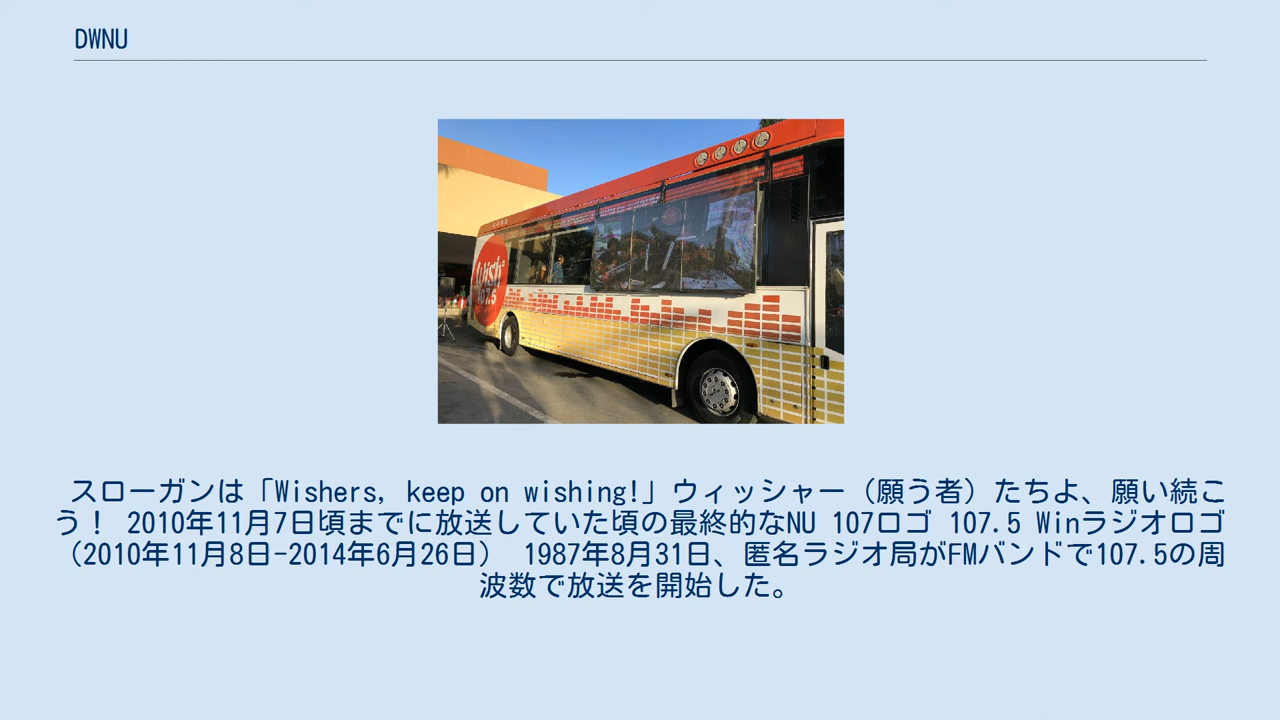 DWNU
Wish
107.5
スローガンは「Wishers, keep on wishing!」ウィッシャー（願う者）たちよ、願い続こ
う！ 2010年11月7日頃までに放送していた頃の最終的なNU 107ロゴ 107.5 Winラジオロゴ
（2010年11月8日-2014年6月26日） 1987年8月31日、匿名ラジオ局がFMバンドで107.5の周
波数で放送を開始した。